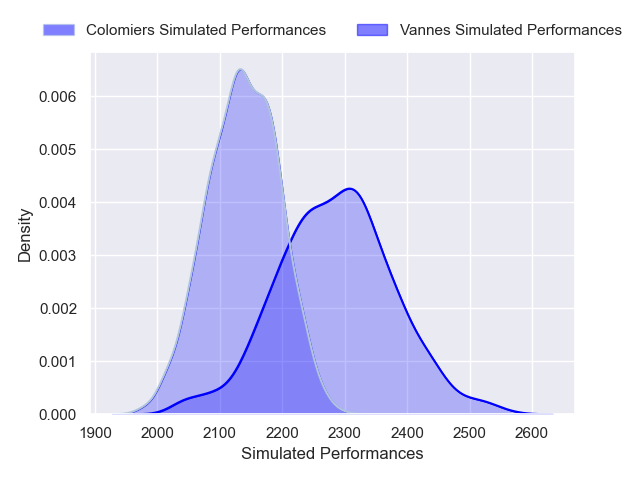 Colomiers Simulated Performances Vannes Simulated Performances
0.006
0.005
0.004
0.003
0.002
0.001
0.000
Density
1900 2000 2100 2200 2300 2400 2500 2600
Simulated Performances